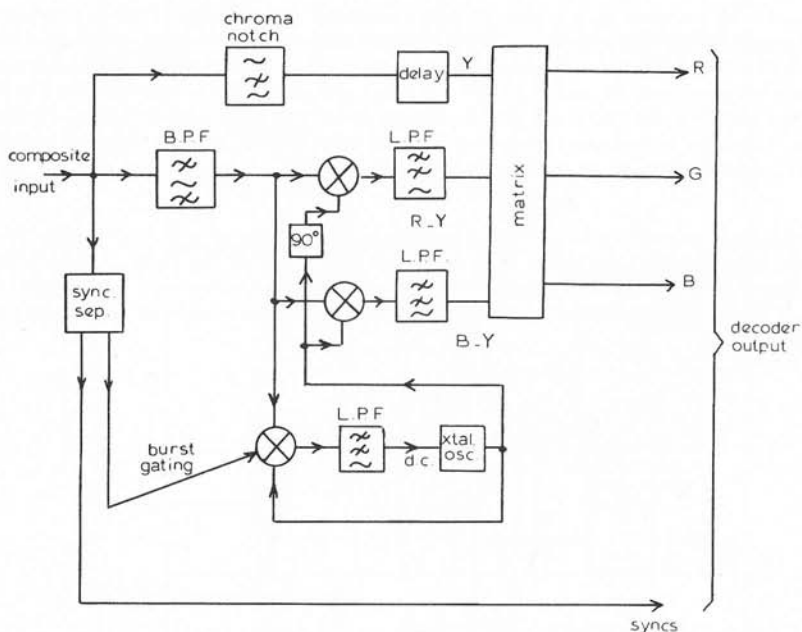 chroma
notch
delay
Y
R
B.P.F
L.P.F
composite
input
matrix
G
R_Y
90°
L.P.F.
B
sync.
sep.
decoder
output
B_Y
L.P.F
burst
gating
d.c.
xtal.
osc.
syncs